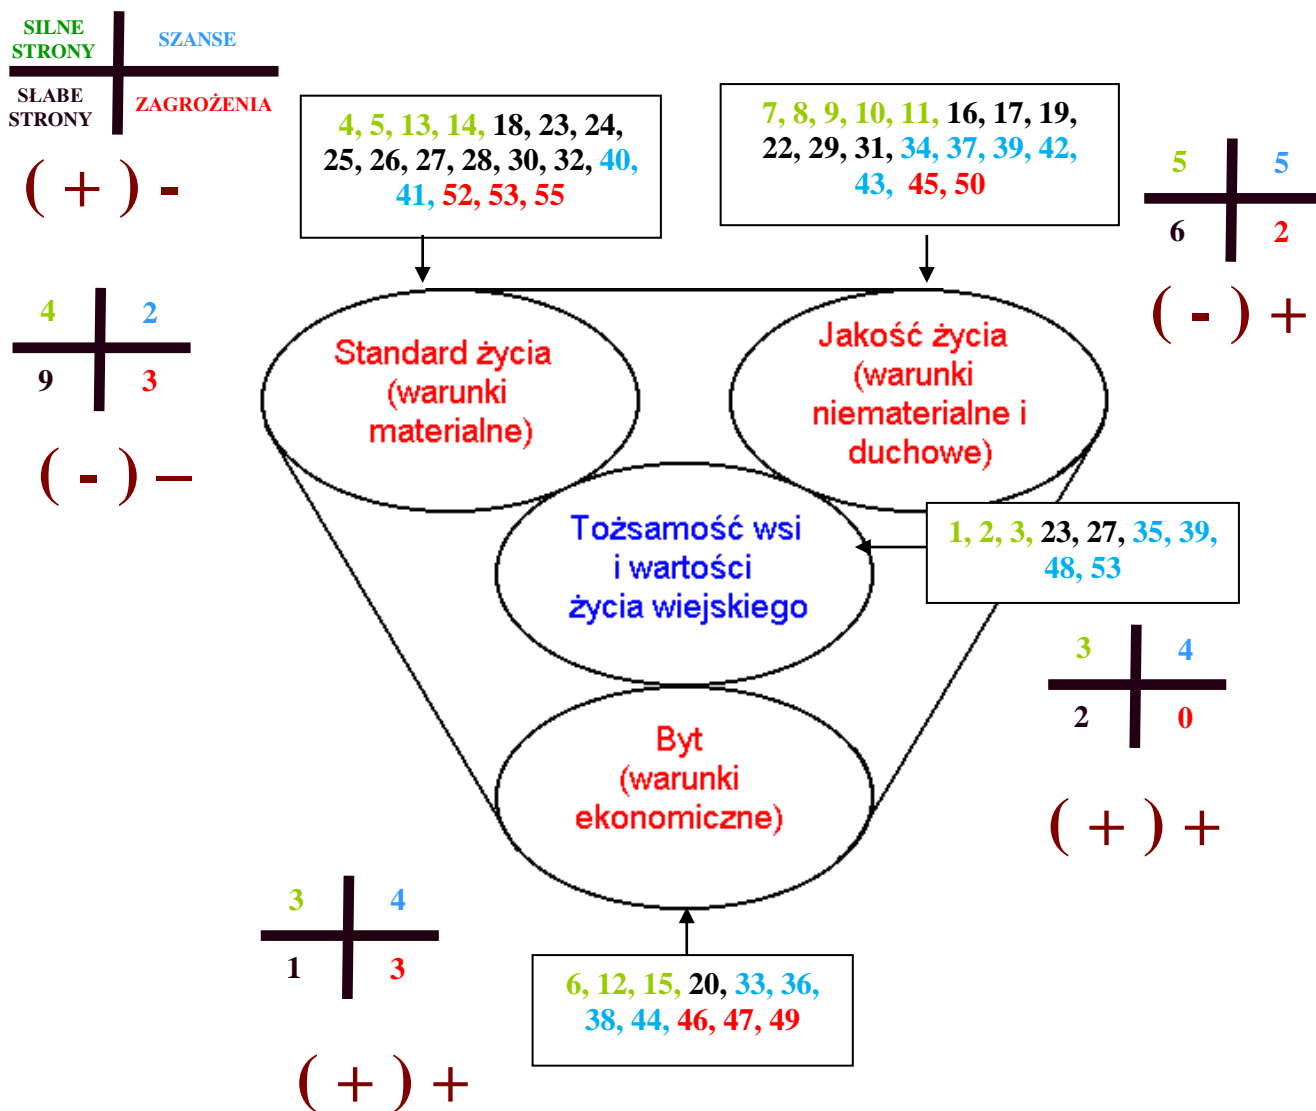 SILNE
STRONY
SZANSE
SŁABE
STRONY
ZAGROŻENIA
( + ) -
4, 5, 13, 14, 18, 23, 24,
25, 26, 27, 28, 30, 32, 40,
41, 52, 53, 55
7, 8, 9, 10, 11, 16, 17, 19,
22, 29, 31, 34, 37, 39, 42,
43, 45, 50
5 5
6 2
( - ) +
4 2
9 3
( - ) –
Standard życia
(warunki
materialne)
Jakość życia
(warunki
niematerialne i
duchowe)
Tożsamość wsi
i wartości
życia wiejskiego
1, 2, 3, 23, 27, 35, 39,
48, 53
3 4
2 0
( + ) +
Byt
(warunki
ekonomiczne)
3 4
1 3
( + ) +
6, 12, 15, 20, 33, 36,
38, 44, 46, 47, 49